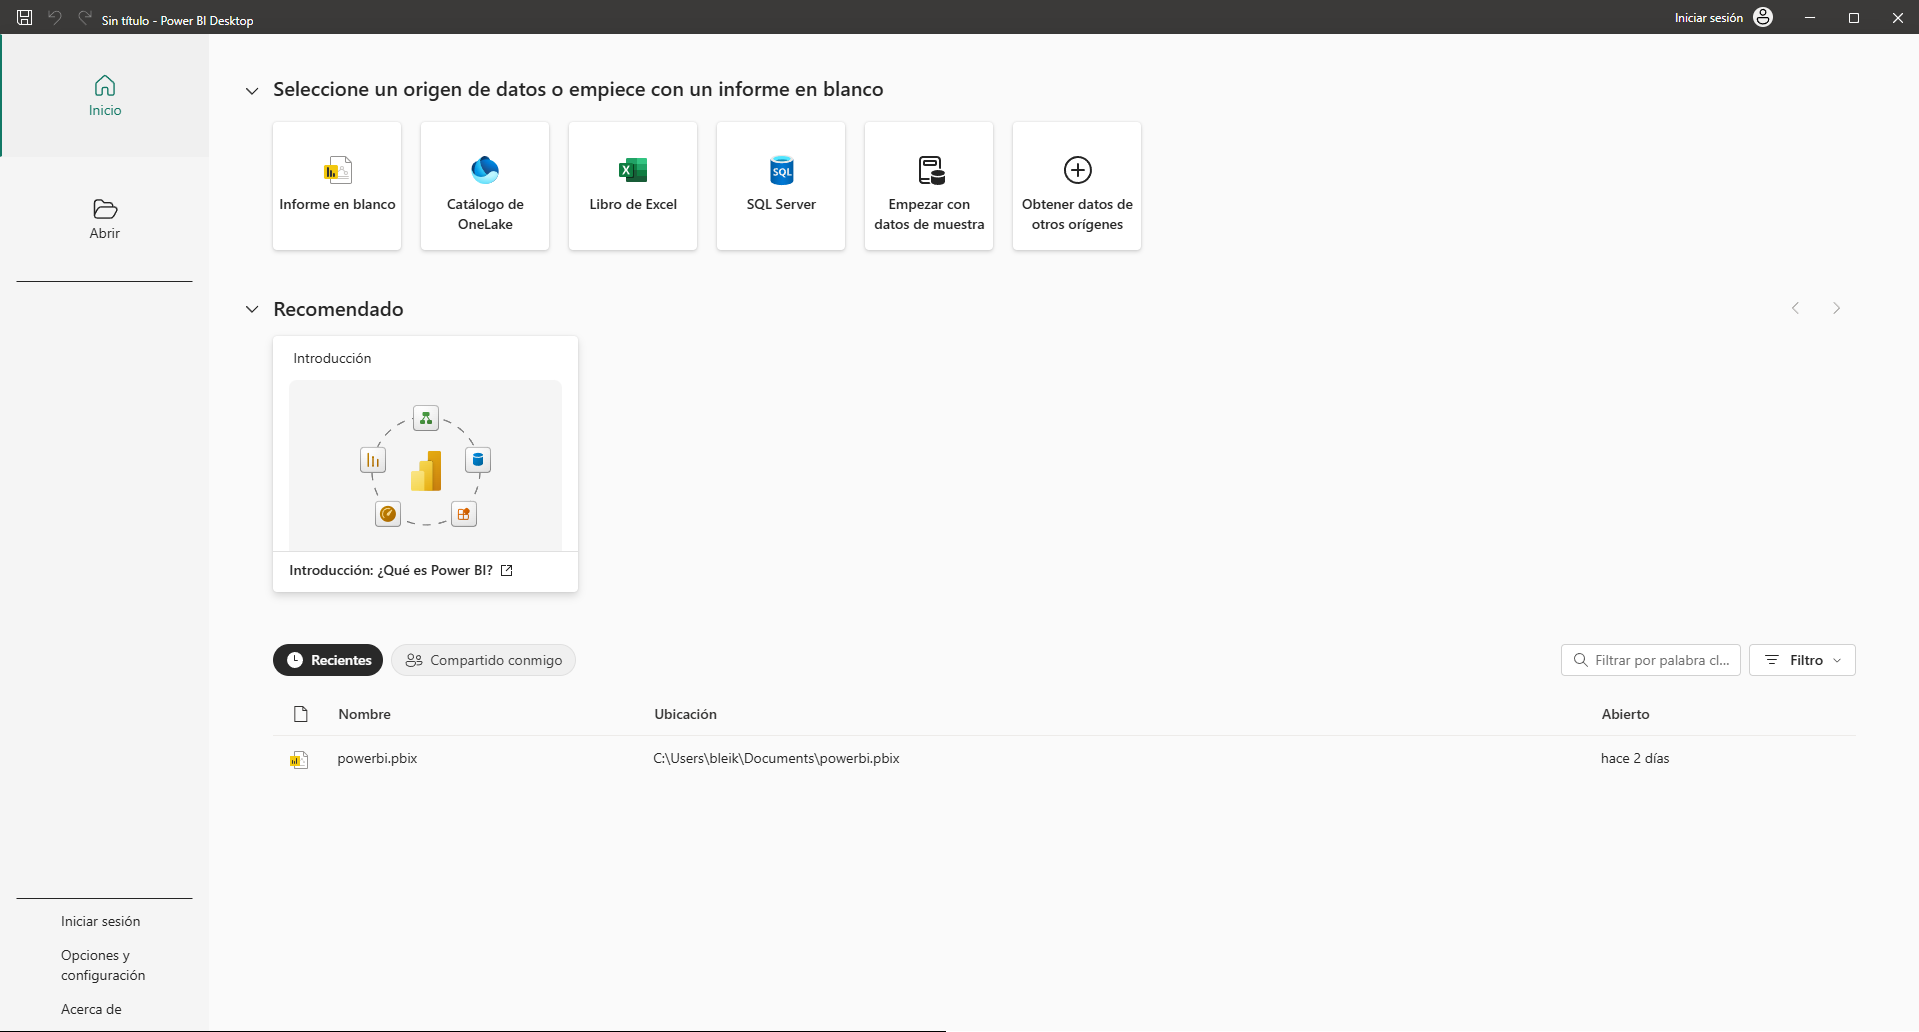 Sin título - Power BI Desktop
Iniciar sesión
Inicio
Abrir
Seleccione un origen de datos o empiece con un informe en blanco
Informe en blanco
Catálogo de
OneLake
Libro de Excel
SQL
SQL Server
Empezar con
datos de muestra
Obtener datos de
otros orígenes
Recomendado
Introducción
Introducción: ¿Qué es Power BI?
Recientes
Compartido conmigo
Filtrar por palabra cl...
Filtro
Nombre
Ubicación
Abierto
powerbi.pbix
C:\Users\bleik\Documents\powerbi.pbix
hace 2 días
Iniciar sesión
Opciones y
configuración
Acerca de